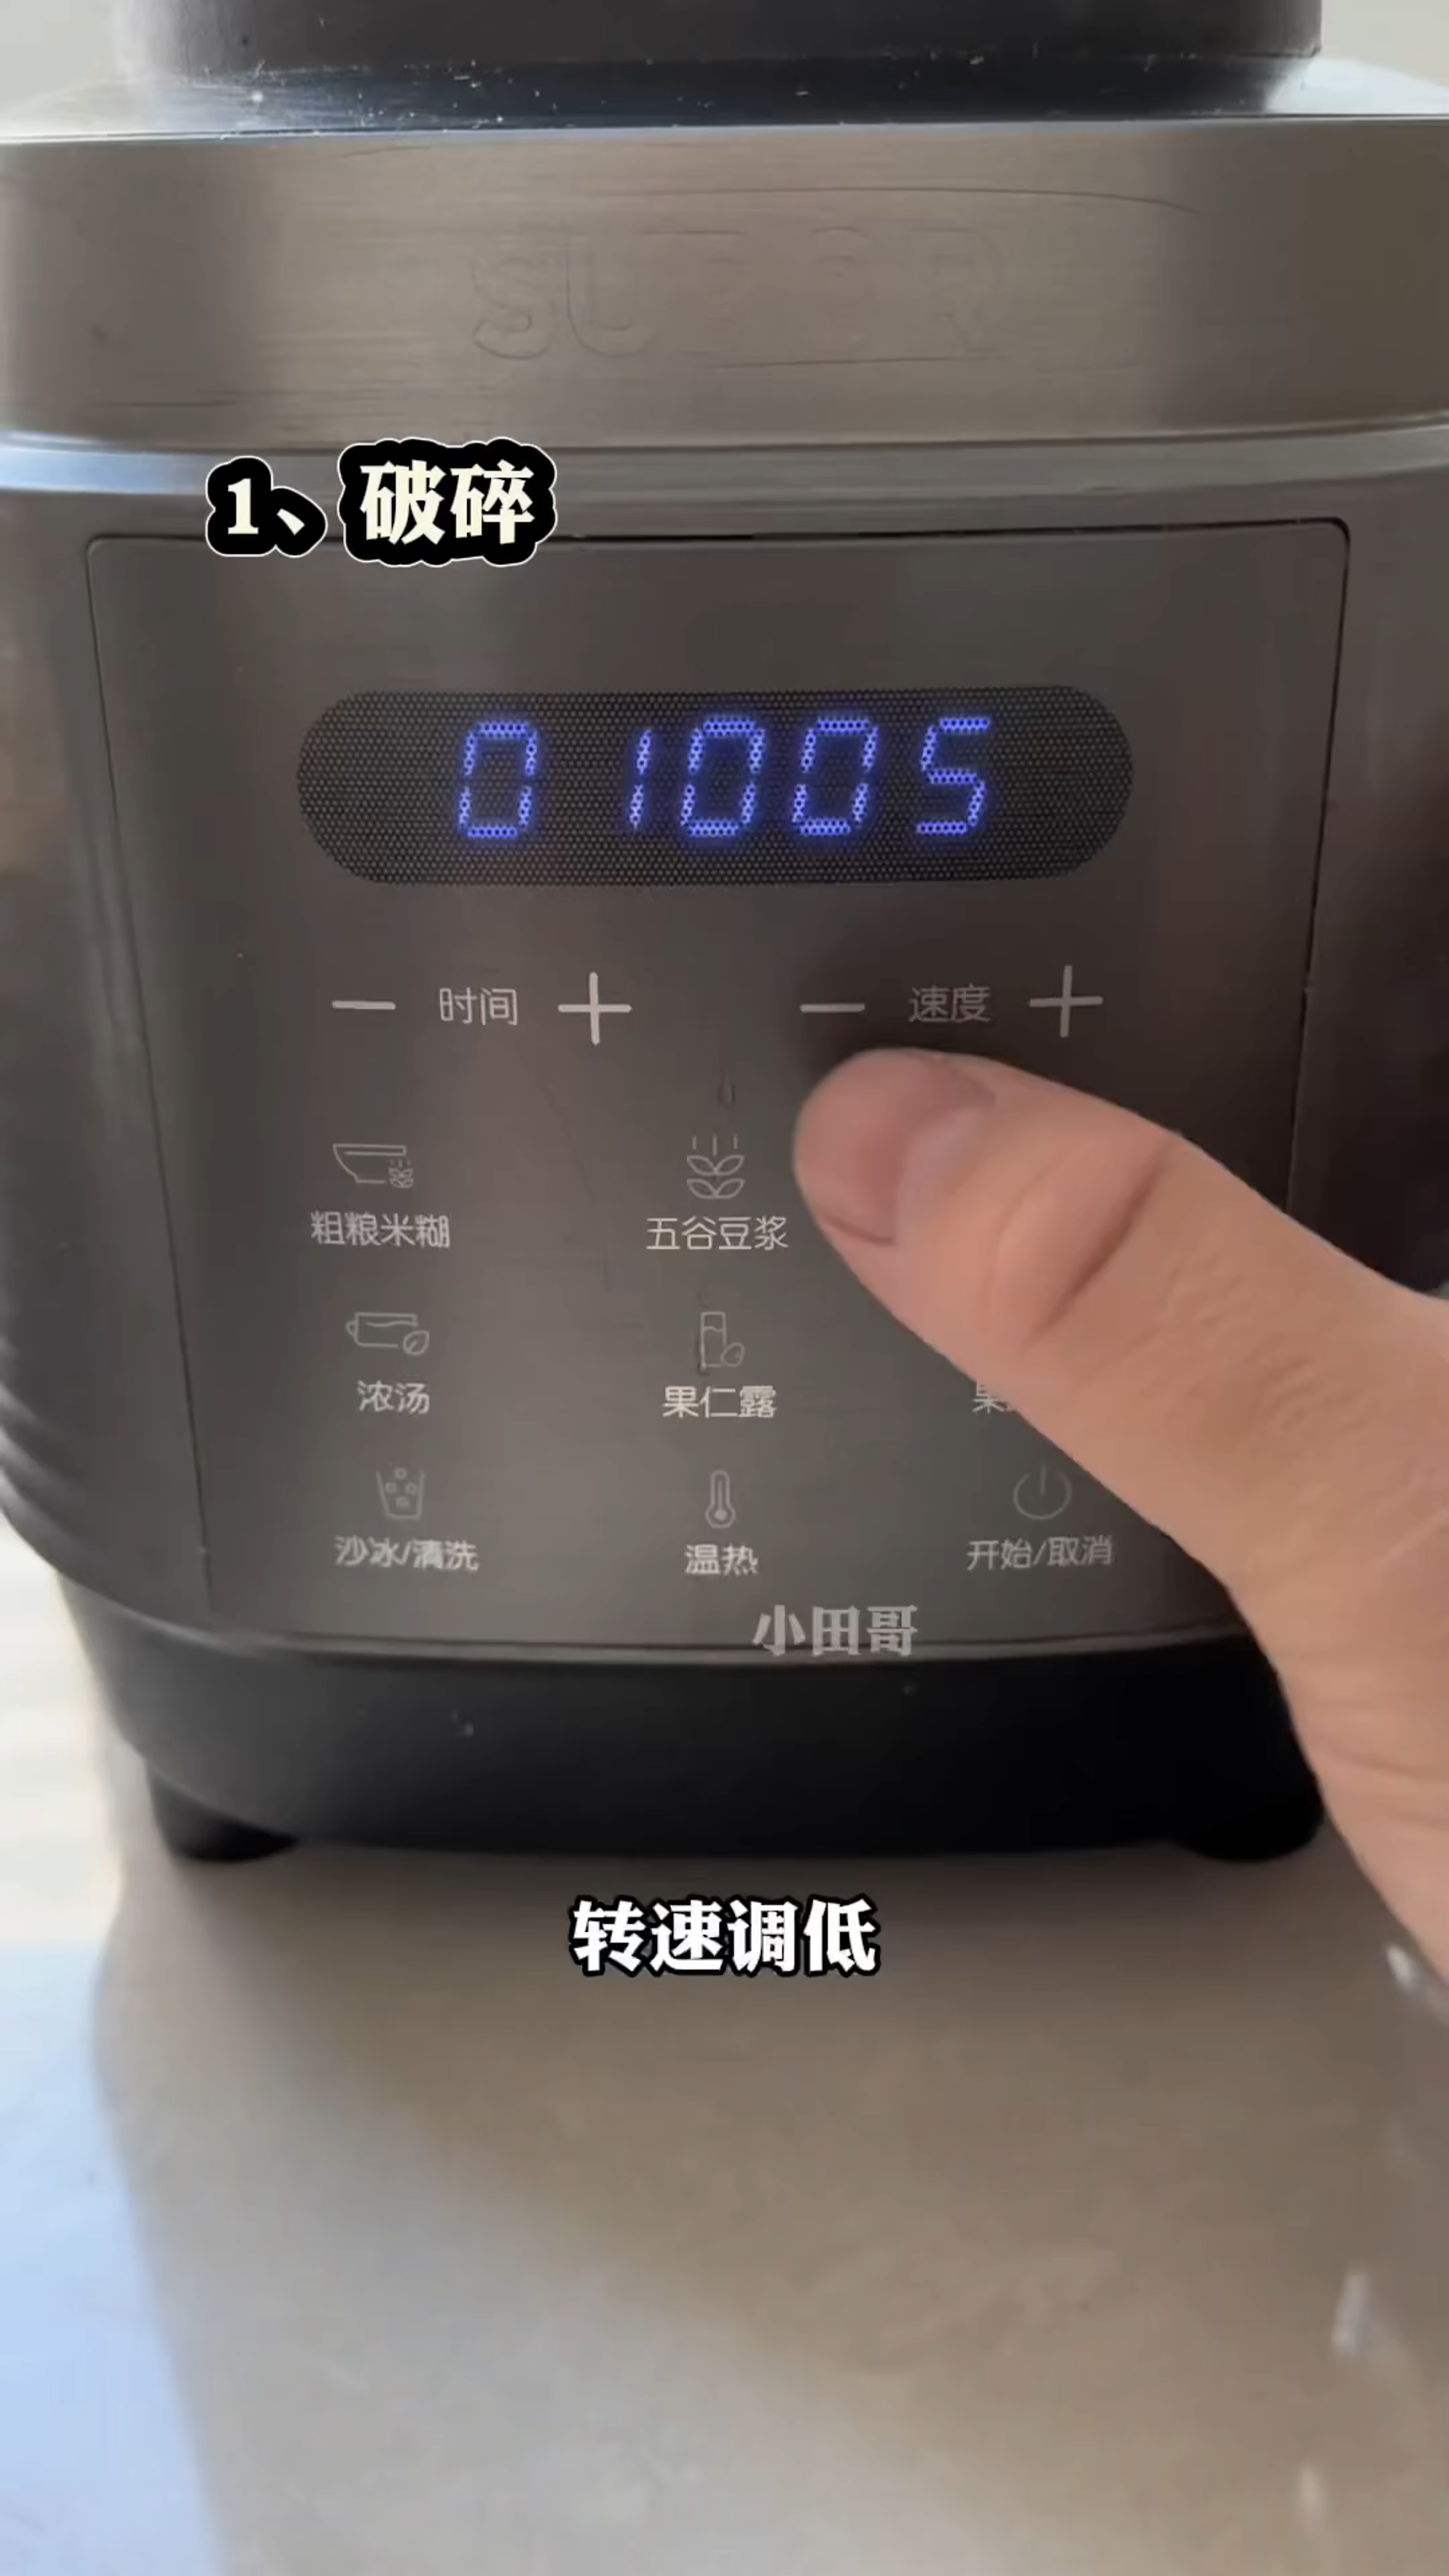 1、破碎
01005
时间 速度
粗粮米糊 五谷豆浆
浓汤 果仁露
沙冰/清洗 温热 开始/取消
小田哥
转速调低